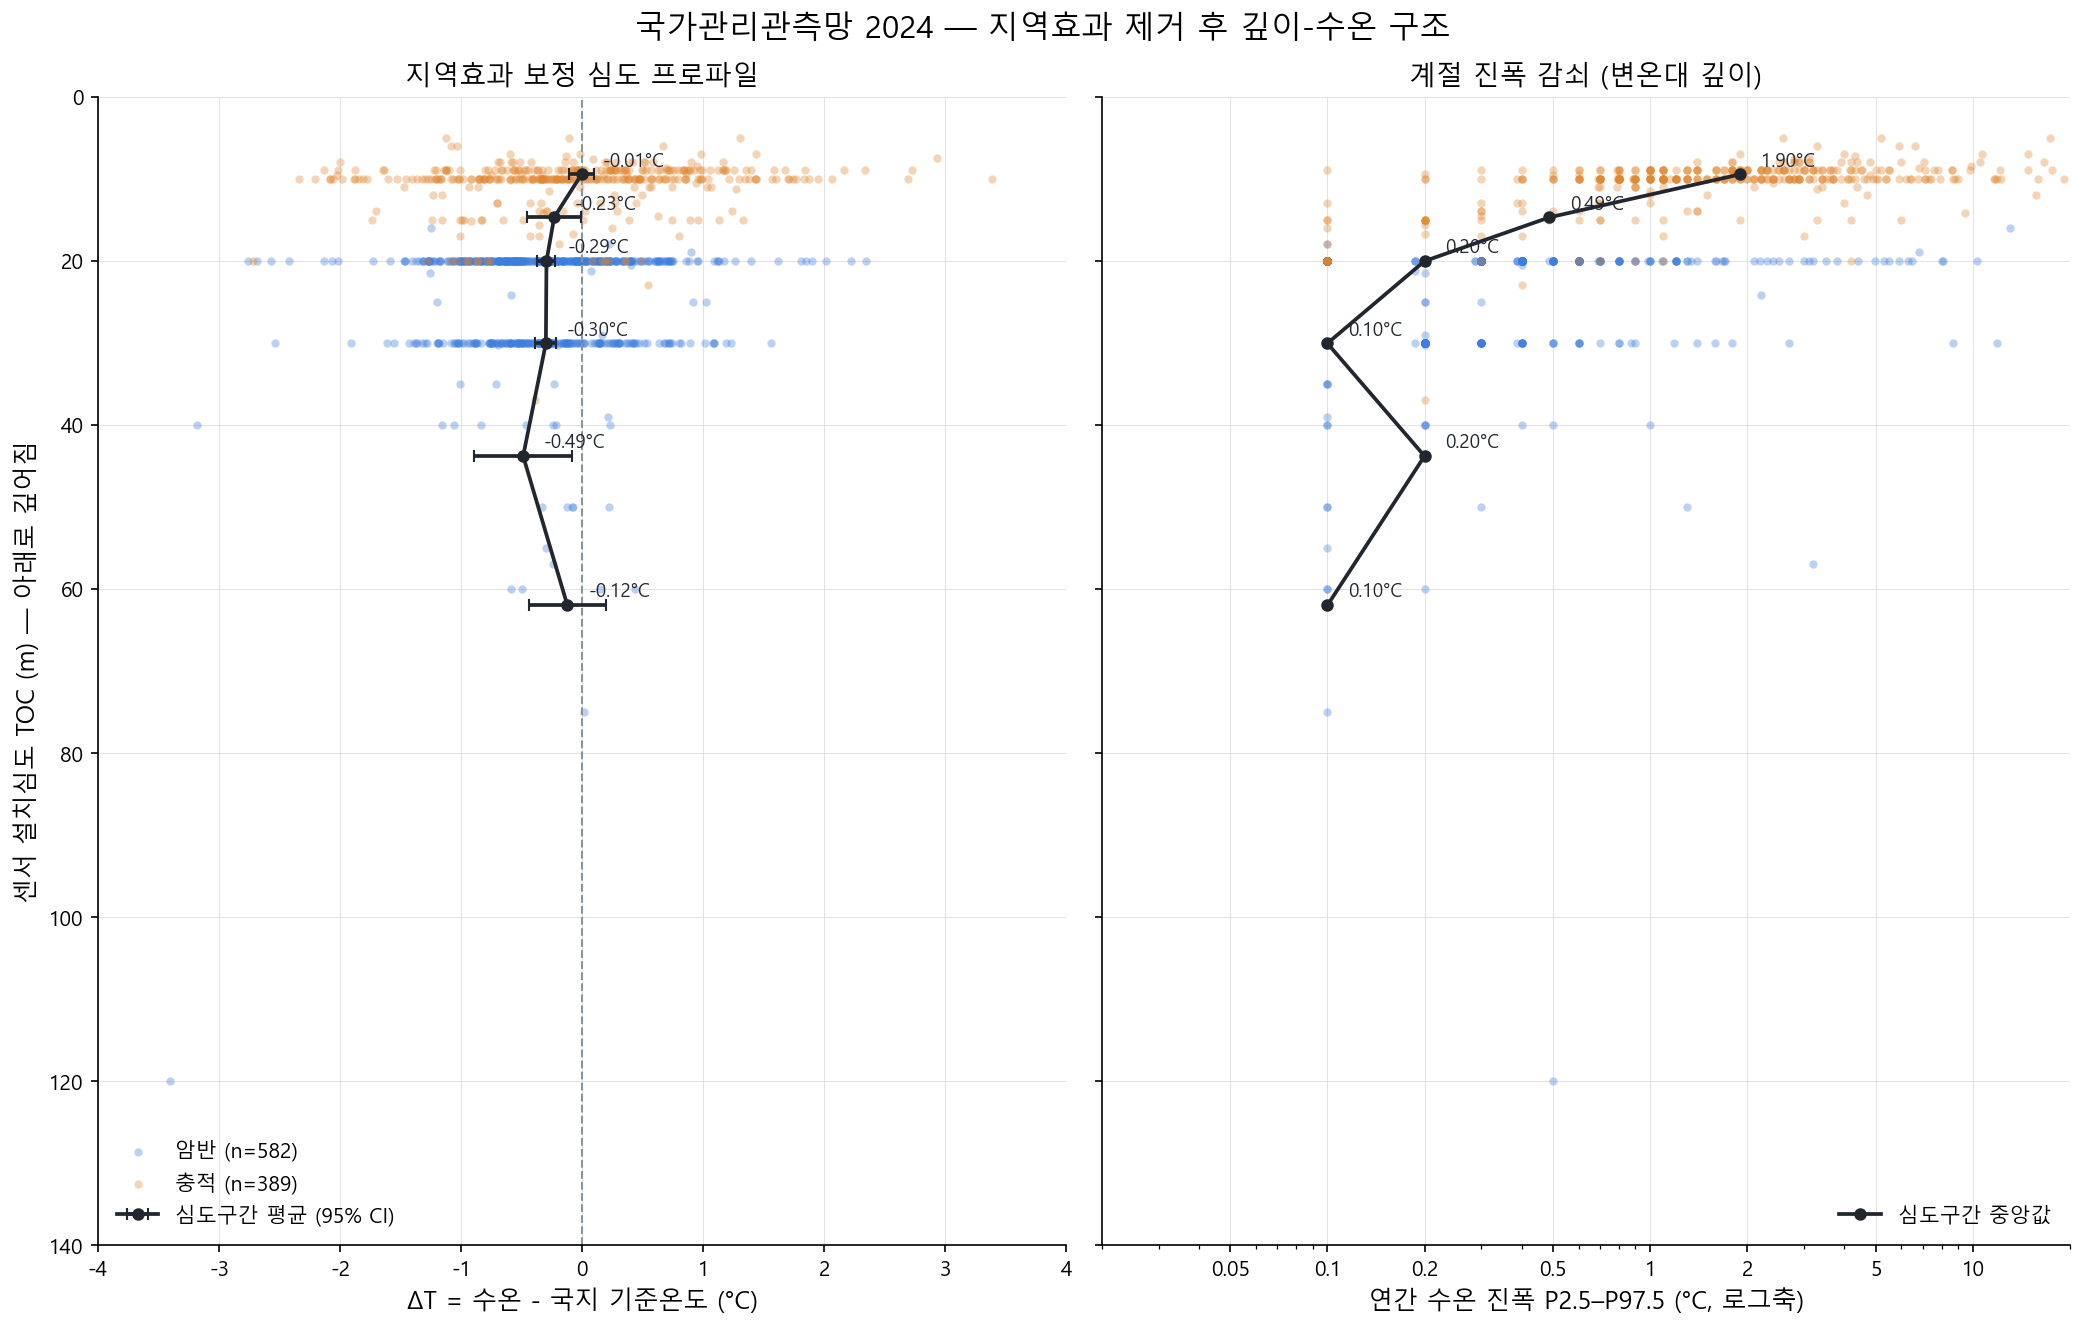 국가관리관측망 2024 — 지역효과 제거 후 깊이-수온 구조
지역효과 보정 심도 프로파일
센서 설치심도 TOC (m) — 아래로 깊어짐
0
20
40
60
80
100
120
140
-0.01°C
-0.23°C
-0.29°C
-0.30°C
-0.49°C
-0.12°C
암반 (n=582)
충적 (n=389)
심도구간 평균 (95% CI)
-4
-3
-2
-1
0
1
2
3
4
ΔT = 수온 - 국지 기준온도 (°C)
계절 진폭 감쇠 (변온대 깊이)
1.90°C
0.49°C
0.20°C
0.10°C
0.20°C
0.10°C
심도구간 중앙값
0.05
0.1
0.2
0.5
1
2
5
10
연간 수온 진폭 P2.5–P97.5 (°C, 로그축)